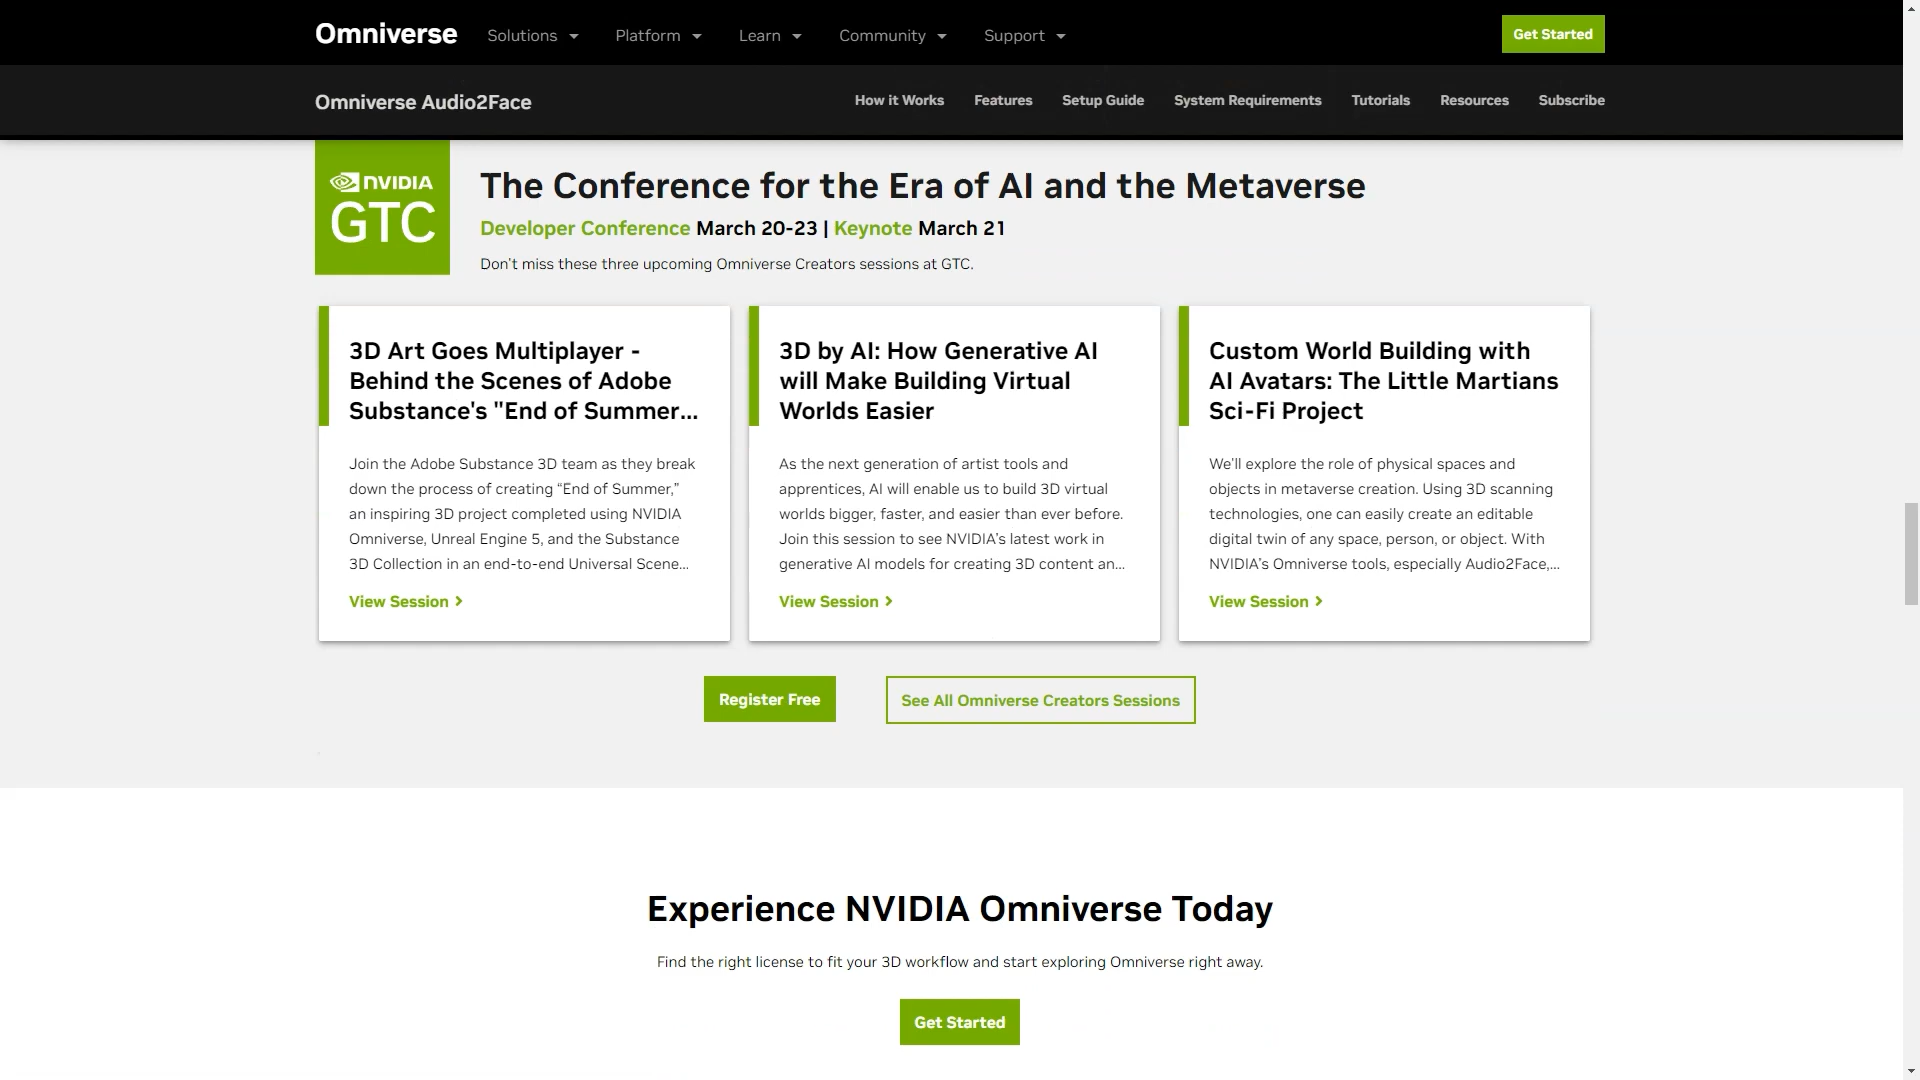 Omniverse
Solutions
Platform
Learn
Community
Support
Get Started
Omniverse Audio2Face
How it Works
Features
Setup Guide
System Requirements
Tutorials
Resources
Subscribe
NVIDIA
GTC
The Conference for the Era of AI and the Metaverse
Developer Conference March 20-23 | Keynote March 21
Don't miss these three upcoming Omniverse Creators sessions at GTC.
3D Art Goes Multiplayer -
Behind the Scenes of Adobe
Substance's "End of Summer...
Join the Adobe Substance 3D team as they break
down the process of creating “End of Summer,”
an inspiring 3D project completed using NVIDIA
Omniverse, Unreal Engine 5, and the Substance
3D Collection in an end-to-end Universal Scene...
View Session
3D by AI: How Generative AI
will Make Building Virtual
Worlds Easier
As the next generation of artist tools and
apprentices, AI will enable us to build 3D virtual
worlds bigger, faster, and easier than ever before.
Join this session to see NVIDIA's latest work in
generative AI models for creating 3D content an...
View Session
Custom World Building with
AI Avatars: The Little Martians
Sci-Fi Project
We'll explore the role of physical spaces and
objects in metaverse creation. Using 3D scanning
technologies, one can easily create an editable
digital twin of any space, person, or object. With
NVIDIA's Omniverse tools, especially Audio2Face,...
View Session
Register Free
See All Omniverse Creators Sessions
Experience NVIDIA Omniverse Today
Find the right license to fit your 3D workflow and start exploring Omniverse right away.
Get Started